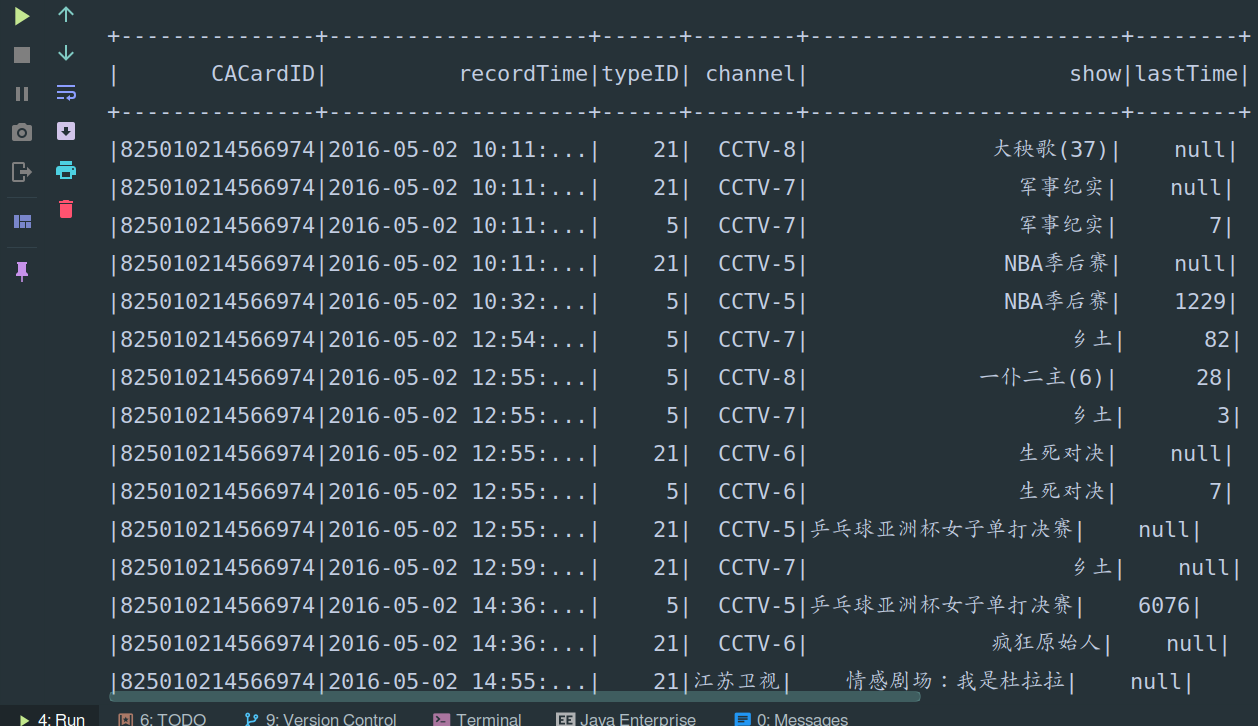 +---------------+--------------------+------+--------+------------------------+--------+
|       CACardID|          recordTime|typeID| channel|                    show|lastTime|
+---------------+--------------------+------+--------+------------------------+--------+
|825010214566974|2016-05-02 10:11:...|    21|  CCTV-8|              大秧歌(37)|    null|
|825010214566974|2016-05-02 10:11:...|    21|  CCTV-7|                军事纪实|    null|
|825010214566974|2016-05-02 10:11:...|     5|  CCTV-7|                军事纪实|       7|
|825010214566974|2016-05-02 10:11:...|    21|  CCTV-5|               NBA季后赛|    null|
|825010214566974|2016-05-02 10:32:...|     5|  CCTV-5|               NBA季后赛|    1229|
|825010214566974|2016-05-02 12:54:...|     5|  CCTV-7|                    乡土|      82|
|825010214566974|2016-05-02 12:55:...|     5|  CCTV-8|             一仆二主(6)|      28|
|825010214566974|2016-05-02 12:55:...|     5|  CCTV-7|                    乡土|       3|
|825010214566974|2016-05-02 12:55:...|    21|  CCTV-6|                生死对决|    null|
|825010214566974|2016-05-02 12:55:...|     5|  CCTV-6|                生死对决|       7|
|825010214566974|2016-05-02 12:55:...|    21|  CCTV-5|乒乓球亚洲杯女子单打决赛|    null|
|825010214566974|2016-05-02 12:59:...|    21|  CCTV-7|                    乡土|    null|
|825010214566974|2016-05-02 14:36:...|     5|  CCTV-5|乒乓球亚洲杯女子单打决赛|    6076|
|825010214566974|2016-05-02 14:36:...|    21|  CCTV-6|              疯狂原始人|    null|
|825010214566974|2016-05-02 14:55:...|    21|江苏卫视|    情感剧场：我是杜拉拉|    null|
4: Run 6: TODO 9: Version Control Terminal Java Enterprise 0: Messages